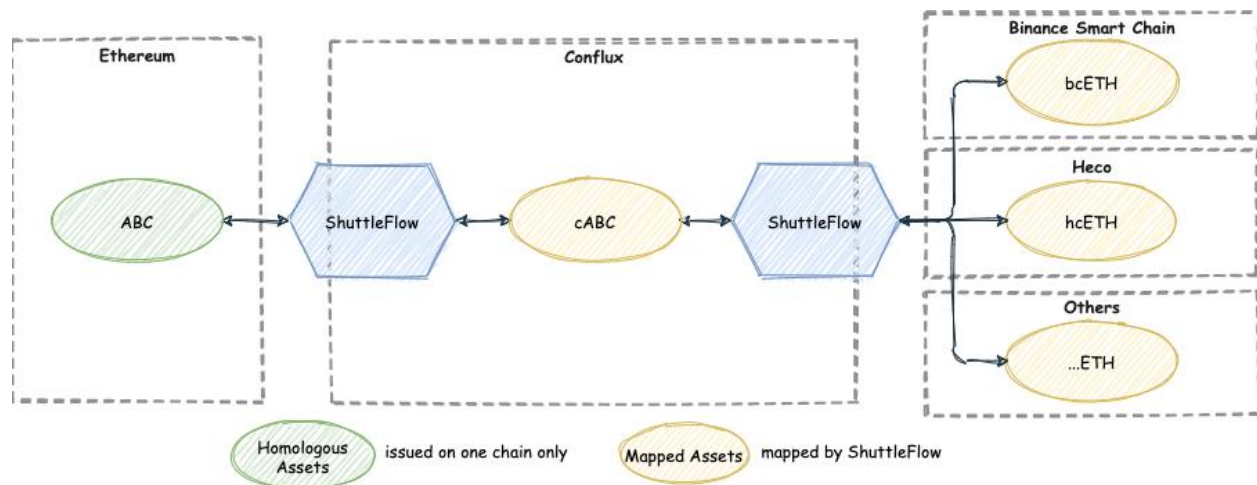 Ethereum
Conflux
Binance Smart Chain
bcETH
Heco
ABC
ShuttleFlow
cABC
ShuttleFlow
hcETH
Others
...ETH
Homologous
Assets
issued on one chain only
Mapped Assets
mapped by ShuttleFlow